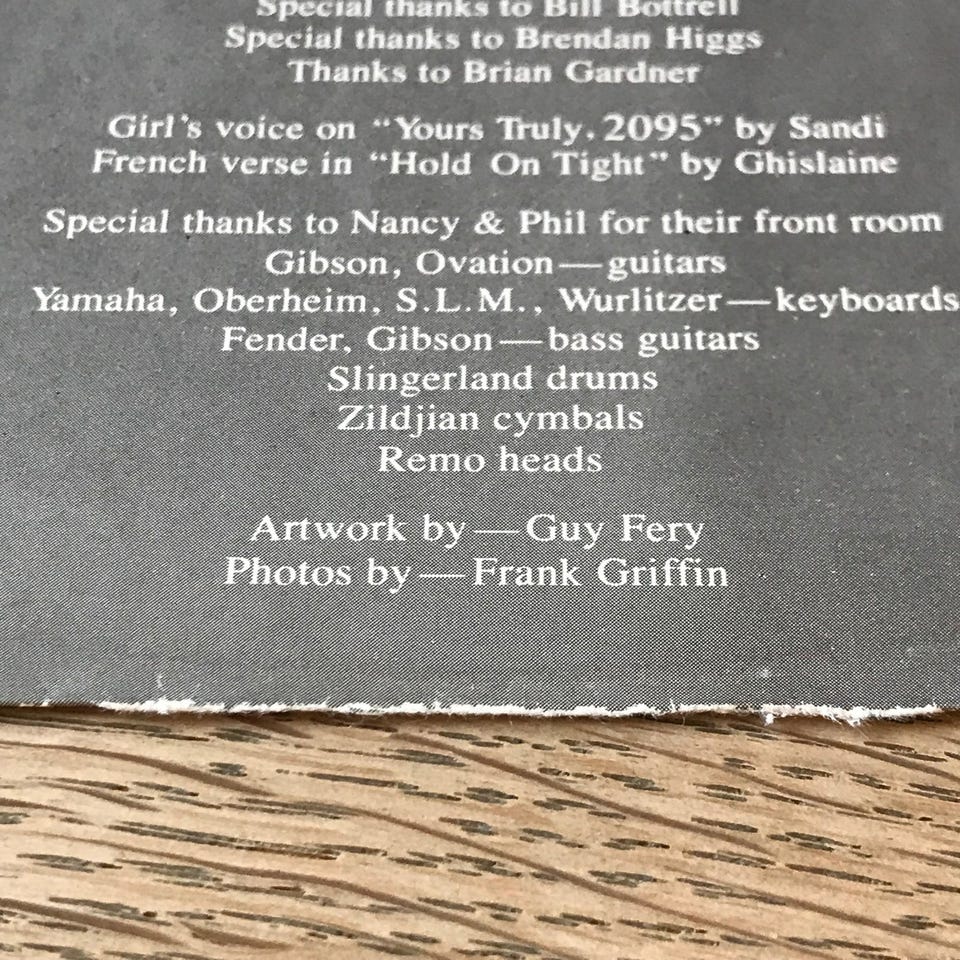 Special thanks to Bill Bottrell
Special thanks to Brendan Higgs
Thanks to Brian Gardner
Girl's voice on "Yours Truly. 2095" by Sandi
French verse in "Hold On Tight" by Ghislaine
Special thanks to Nancy & Phil for their front room
Gibson, Ovation—guitars
Yamaha, Oberheim, S.L.M., Wurlitzer—keyboards
Fender, Gibson—bass guitars
Slingerland drums
Zildjian cymbals
Remo heads
Artwork by—Guy Fery
Photos by—Frank Griffin